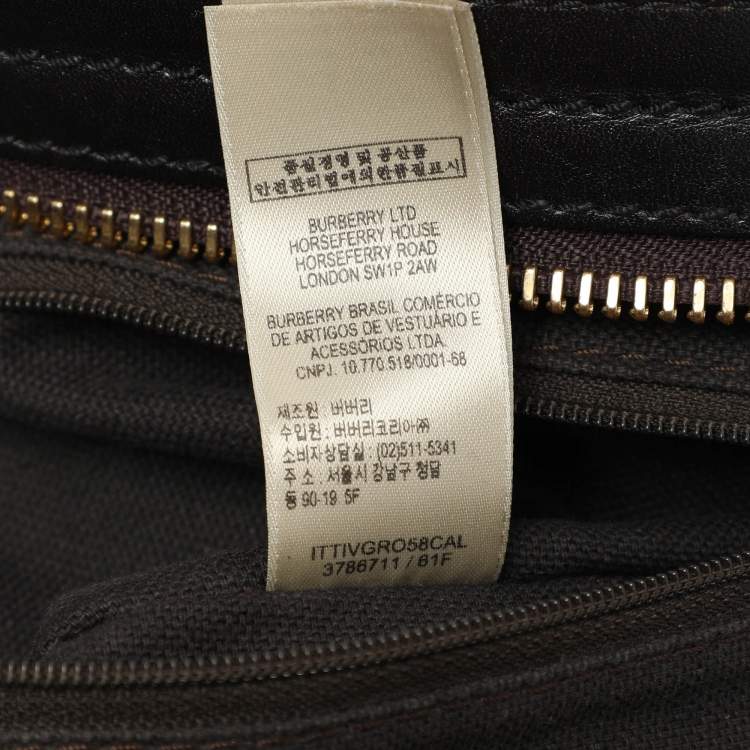 품질경영 및 공산품
안전관리법에의한품질표시
BURBERRY LTD
HORSEFERRY HOUSE
HORSEFERRY ROAD
LONDON SW1P 2AW
BURBERRY BRASIL COMÉRCIO
DE ARTIGOS DE VESTUÁRIO E
ACESSÓRIOS LTDA.
CNPJ. 10.770.518/0001-68
제조원 : 버버리
수입원 : 버버리코리아㈜
소비자상담실 : (02)511-5341
주 소 : 서울시 강남구 청담
동 90-19 5F
ITTIVGRO58CAL
3786711 / 61F